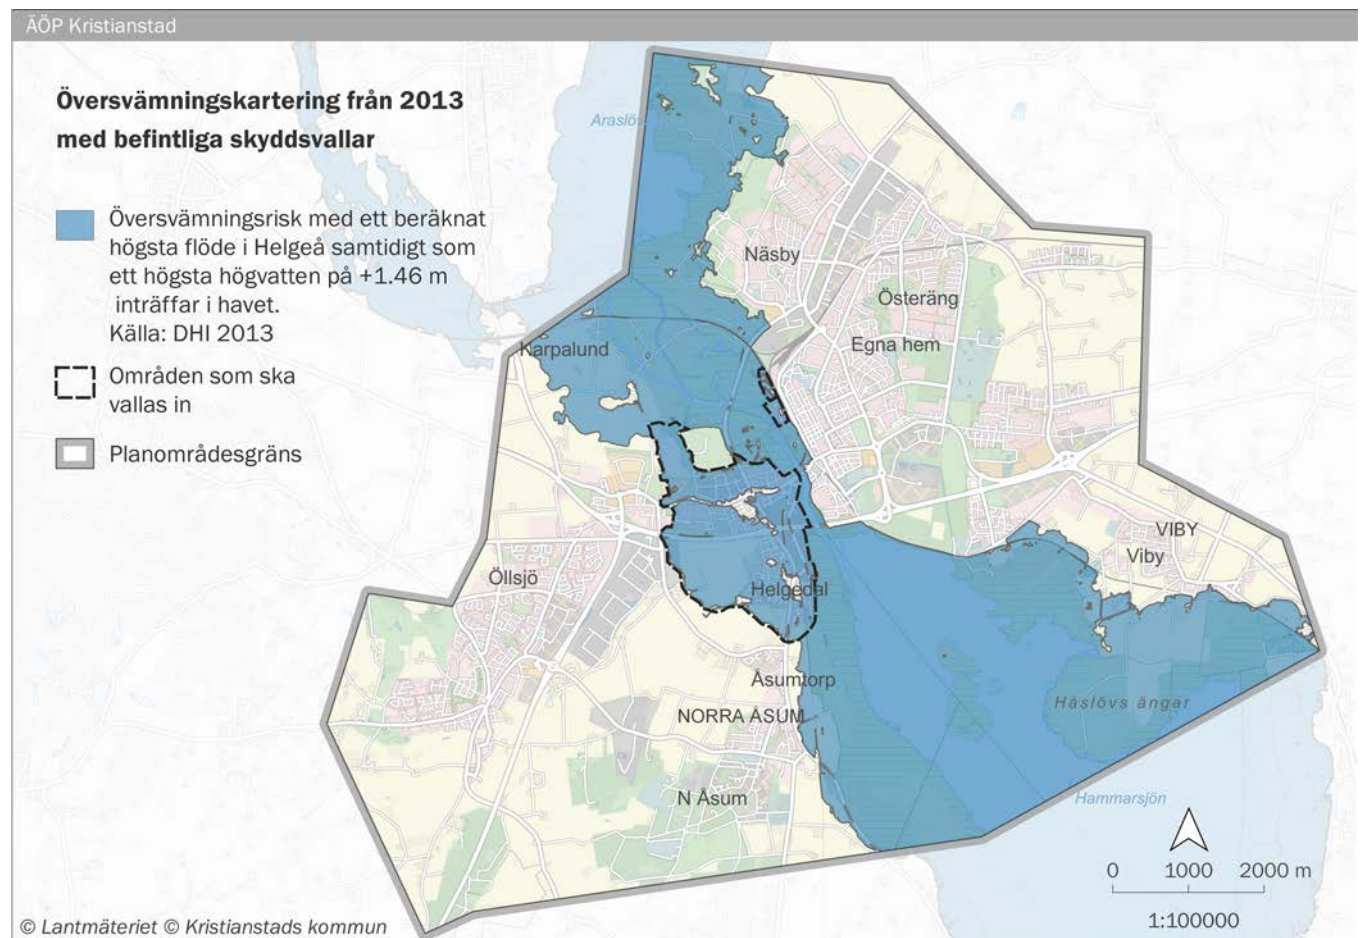 ÄÖP Kristianstad
Översvämningskartering från 2013
med befintliga skyddsvallar
Översvämningsrisk med ett beräknat
högsta flöde i Helgeå samtidigt som
ett högsta högvatten på +1.46 m
inträffar i havet.
Källa: DHI 2013
Områden som ska
vallas in
Planområdesgräns
Näsby
Österäng
Egna hem
Karpalund
VIBY
Viby
Öllsjö
Helgedal
Åsumtorp
Håslövs ängar
NORRA ÅSUM
N Åsum
Hammarsjön
0 1000 2000 m
1:100000
© Lantmäteriet © Kristianstads kommun